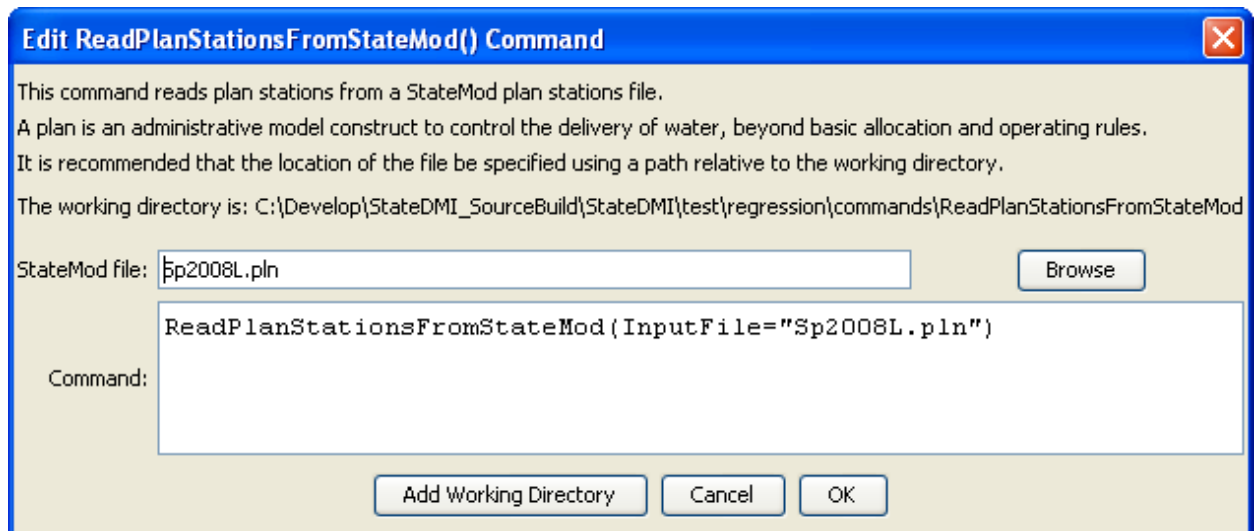 Edit ReadPlanStationsFromStateMod() Command
This command reads plan stations from a StateMod plan stations file.
A plan is an administrative model construct to control the delivery of water, beyond basic allocation and operating rules.
It is recommended that the location of the file be specified using a path relative to the working directory.
The working directory is: C:\Develop\StateDMI_SourceBuild\StateDMI\test\regression\commands\ReadPlanStationsFromStateMod
StateMod file: Sp2008L.pln Browse
ReadPlanStationsFromStateMod(InputFile="Sp2008L.pln")
Command:
Add Working Directory Cancel OK